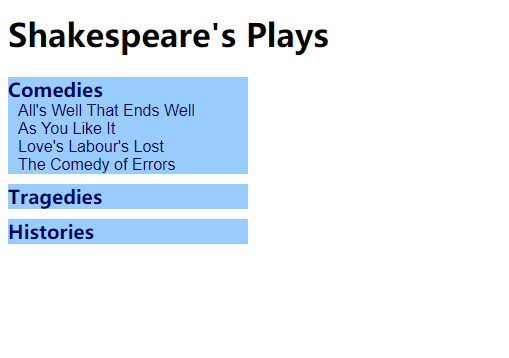 Shakespeare's Plays
Comedies
All's Well That Ends Well
As You Like It
Love's Labour's Lost
The Comedy of Errors
Tragedies
Histories